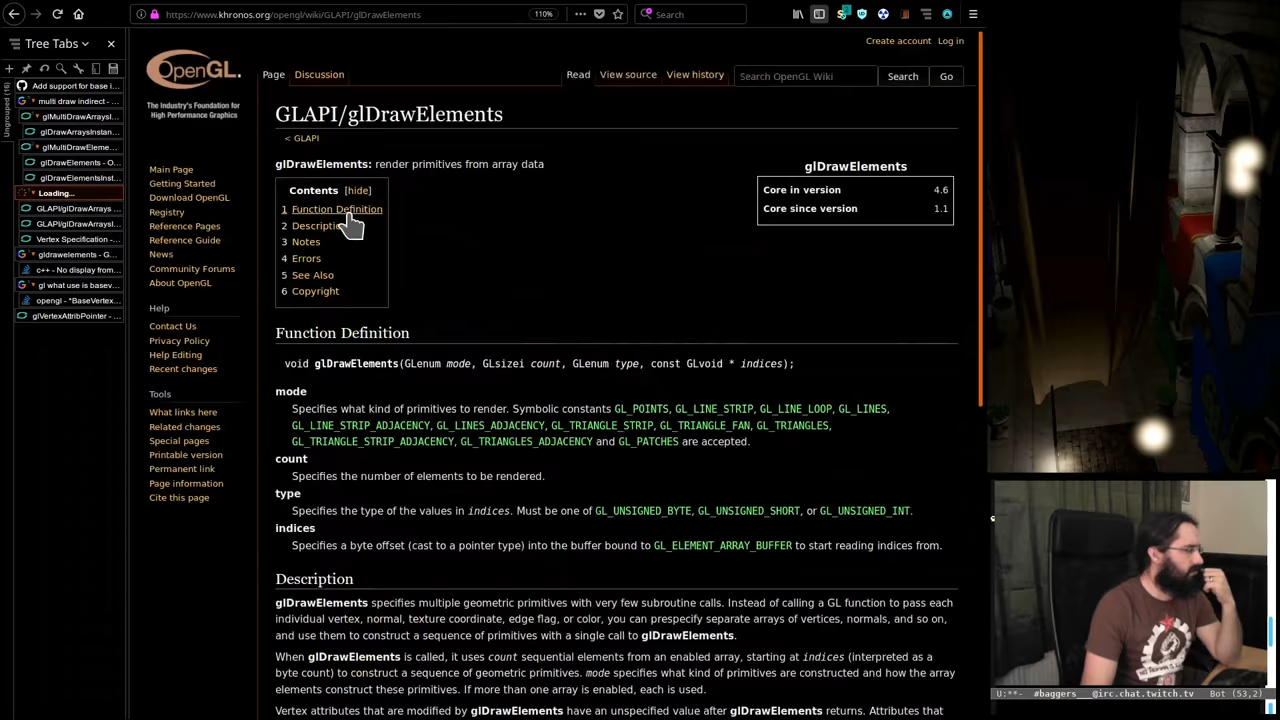 https://www.khronos.org/opengl/wiki/GLAPI/glDrawElements
110%
Search
Tree Tabs
Create account Log in
Page Discussion Read View source View history Search OpenGL Wiki Search Go
OpenGL.
The Industry's Foundation for
High Performance Graphics
Ungrouped (16)
Add support for base i...
multi draw indirect - ...
glMultiDrawArraysI...
glDrawArraysInstan...
glMultiDrawEleme...
glDrawElements - O...
glDrawElementsInst...
Loading...
GLAPI/glDrawArrays ...
GLAPI/glDrawArraysI...
Vertex Specification - ...
gldrawelements - G...
c++ - No display from...
gl what use is basev...
opengl - *BaseVertex...
glVertexAttribPointer - ...
Main Page
Getting Started
Download OpenGL
Registry
Reference Pages
Reference Guide
News
Community Forums
About OpenGL
Help
Contact Us
Privacy Policy
Help Editing
Recent changes
Tools
What links here
Related changes
Special pages
Printable version
Permanent link
Page information
Cite this page
GLAPI/glDrawElements
< GLAPI
glDrawElements: render primitives from array data
Contents [hide]
1 Function Definition
2 Descripti
3 Notes
4 Errors
5 See Also
6 Copyright
glDrawElements
Core in version 4.6
Core since version 1.1
Function Definition
void glDrawElements(GLenum mode, GLsizei count, GLenum type, const GLvoid * indices);
mode
Specifies what kind of primitives to render. Symbolic constants GL_POINTS, GL_LINE_STRIP, GL_LINE_LOOP, GL_LINES,
GL_LINE_STRIP_ADJACENCY, GL_LINES_ADJACENCY, GL_TRIANGLE_STRIP, GL_TRIANGLE_FAN, GL_TRIANGLES,
GL_TRIANGLE_STRIP_ADJACENCY, GL_TRIANGLES_ADJACENCY and GL_PATCHES are accepted.
count
Specifies the number of elements to be rendered.
type
Specifies the type of the values in indices. Must be one of GL_UNSIGNED_BYTE, GL_UNSIGNED_SHORT, or GL_UNSIGNED_INT.
indices
Specifies a byte offset (cast to a pointer type) into the buffer bound to GL_ELEMENT_ARRAY_BUFFER to start reading indices from.
Description
glDrawElements specifies multiple geometric primitives with very few subroutine calls. Instead of calling a GL function to pass each
individual vertex, normal, texture coordinate, edge flag, or color, you can prespecify separate arrays of vertices, normals, and so on,
and use them to construct a sequence of primitives with a single call to glDrawElements.
When glDrawElements is called, it uses count sequential elements from an enabled array, starting at indices (interpreted as a
byte count) to construct a sequence of geometric primitives. mode specifies what kind of primitives are constructed and how the array
elements construct these primitives. If more than one array is enabled, each is used.
Vertex attributes that are modified by glDrawElements have an unspecified value after glDrawElements returns. Attributes that
U:**- #baggers___@irc.chat.twitch.tv Bot (53,2)